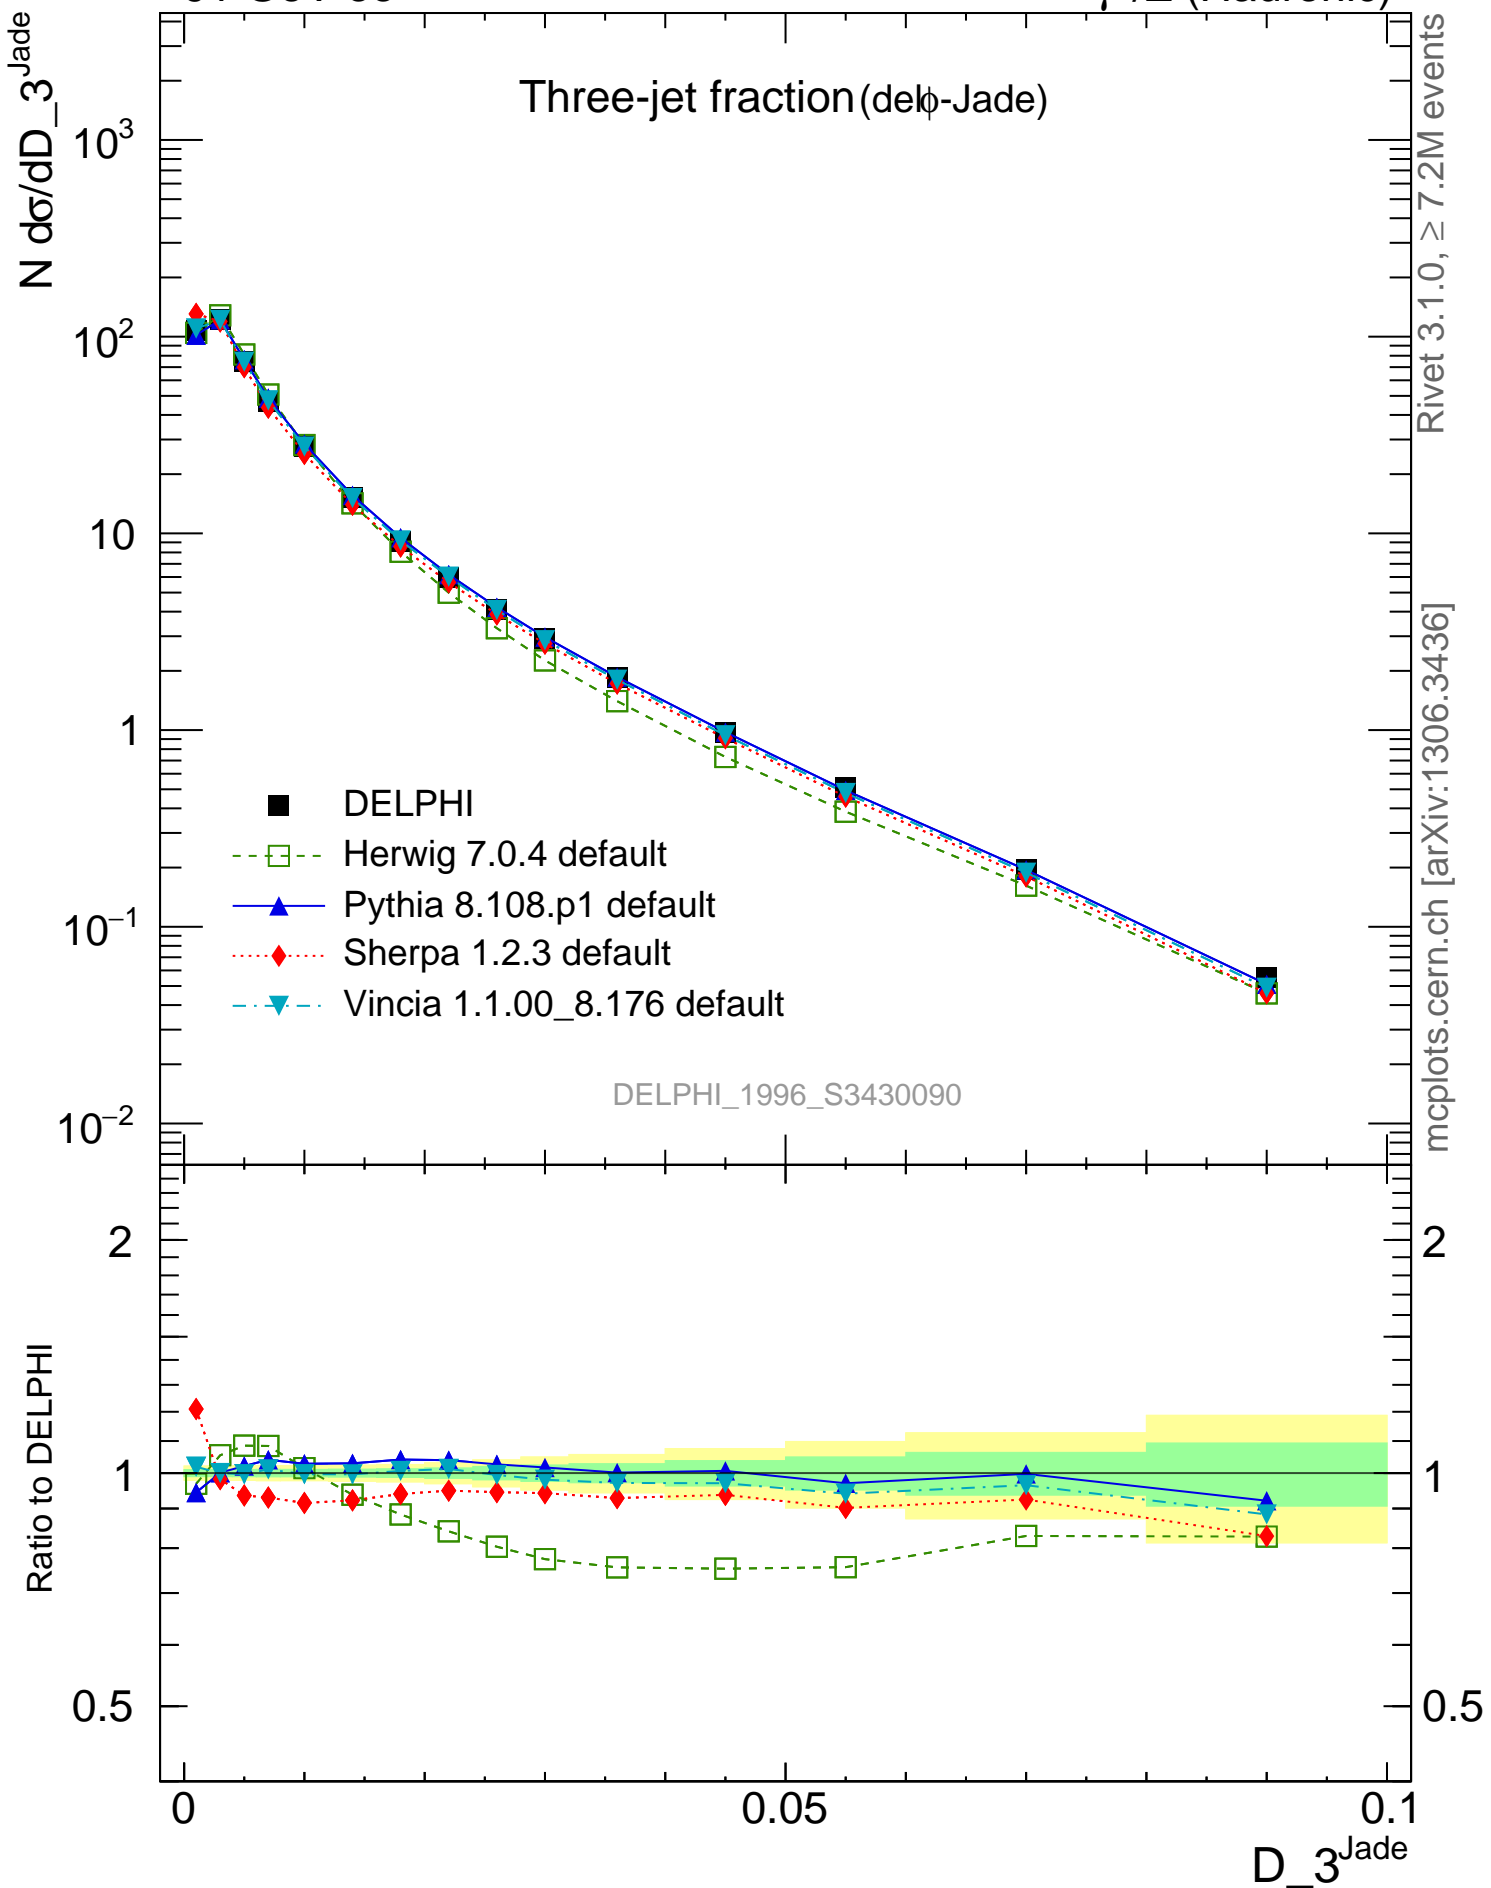 Three-jet fraction (delϕ-Jade)
N dσ/dD_3^Jade
10^3
10^2
10
1
10^−1
10^−2
DELPHI
Herwig 7.0.4 default
Pythia 8.108.p1 default
Sherpa 1.2.3 default
Vincia 1.1.00_8.176 default
DELPHI_1996_S3430090
Rivet 3.1.0, ≥ 7.2M events
mcplots.cern.ch [arXiv:1306.3436]
Ratio to DELPHI
2
1
0.5
2
1
0.5
0
0.05
0.1
D_3^Jade